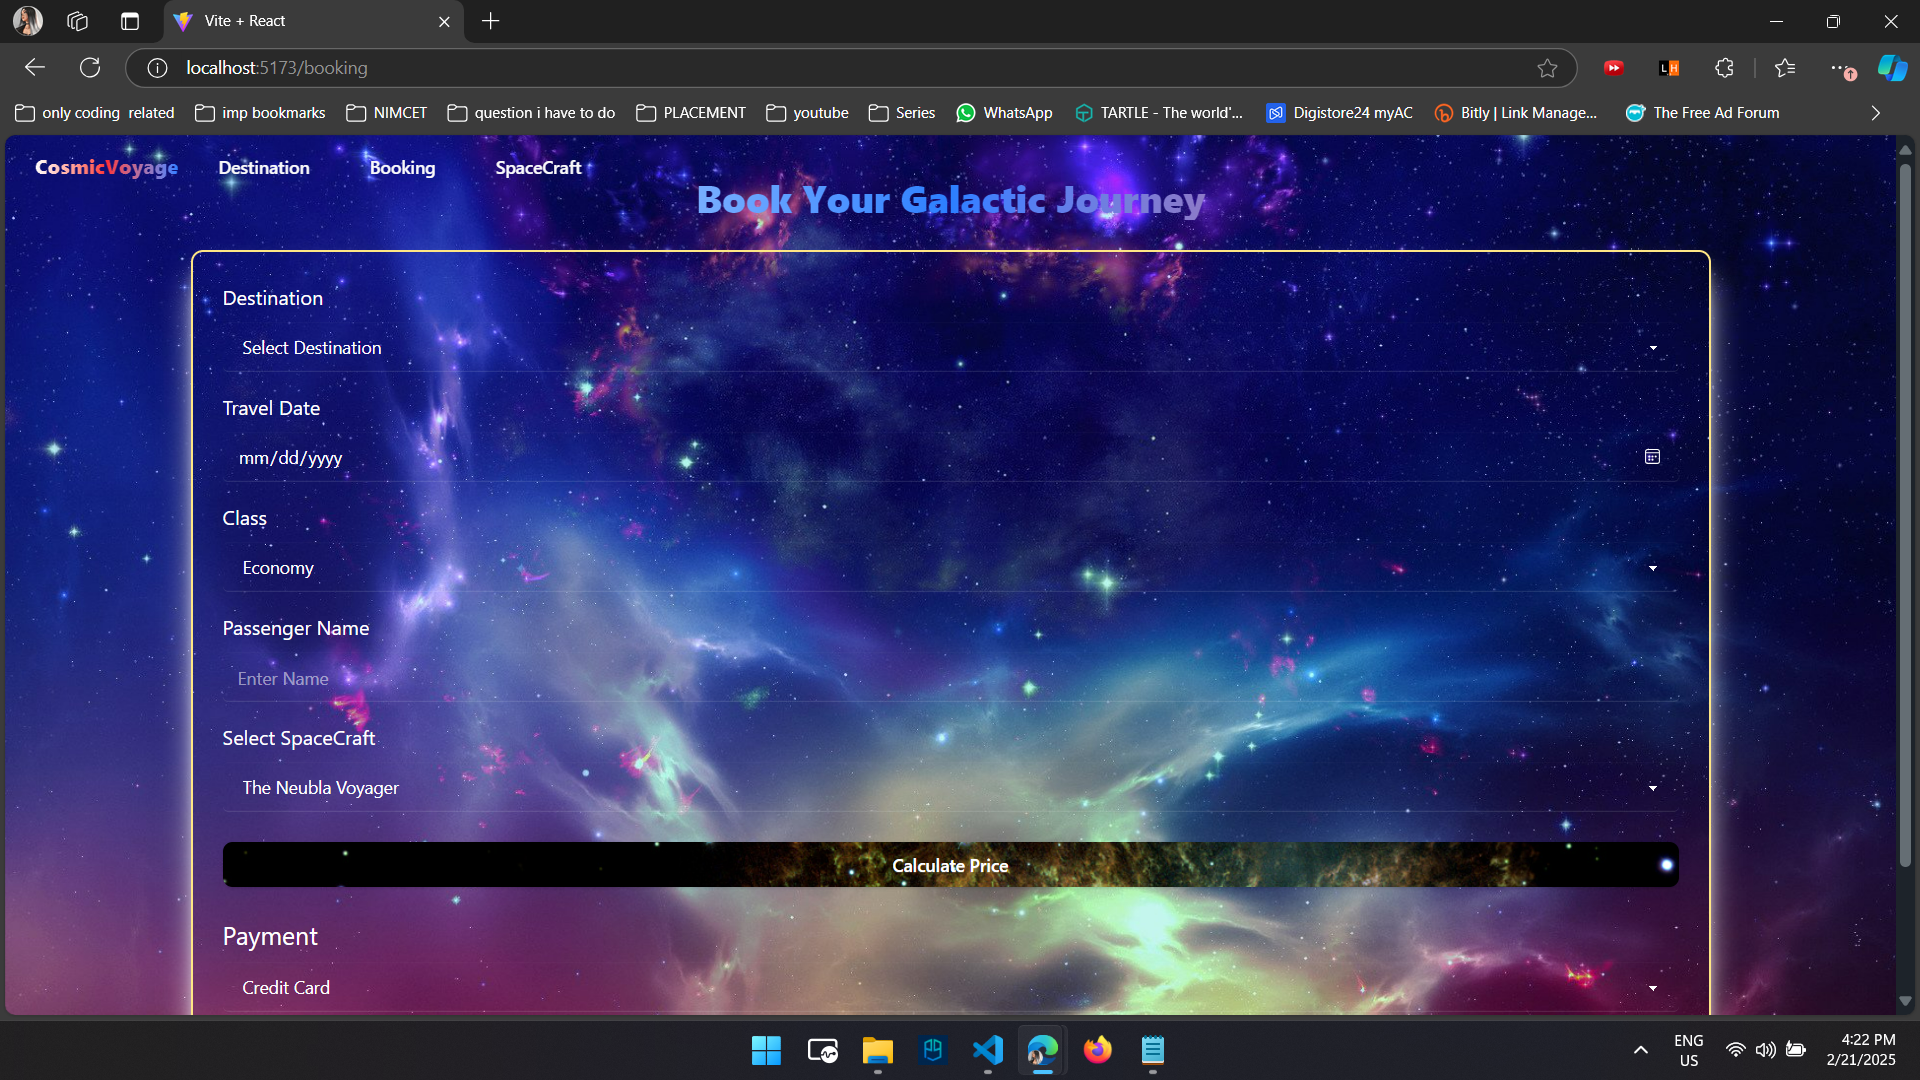 Vite + React
localhost:5173/booking
only coding related
imp bookmarks
NIMCET
question i have to do
PLACEMENT
youtube
Series
WhatsApp
TARTLE - The world'...
Digistore24 myAC
Bitly | Link Manage...
The Free Ad Forum
LH
CosmicVoyage
Destination
Booking
SpaceCraft
Book Your Galactic Journey
Destination
Select Destination
Travel Date
mm/dd/yyyy
Class
Economy
Passenger Name
Enter Name
Select SpaceCraft
The Neubla Voyager
Calculate Price
Payment
Credit Card
ENG
US
4:22 PM
2/21/2025